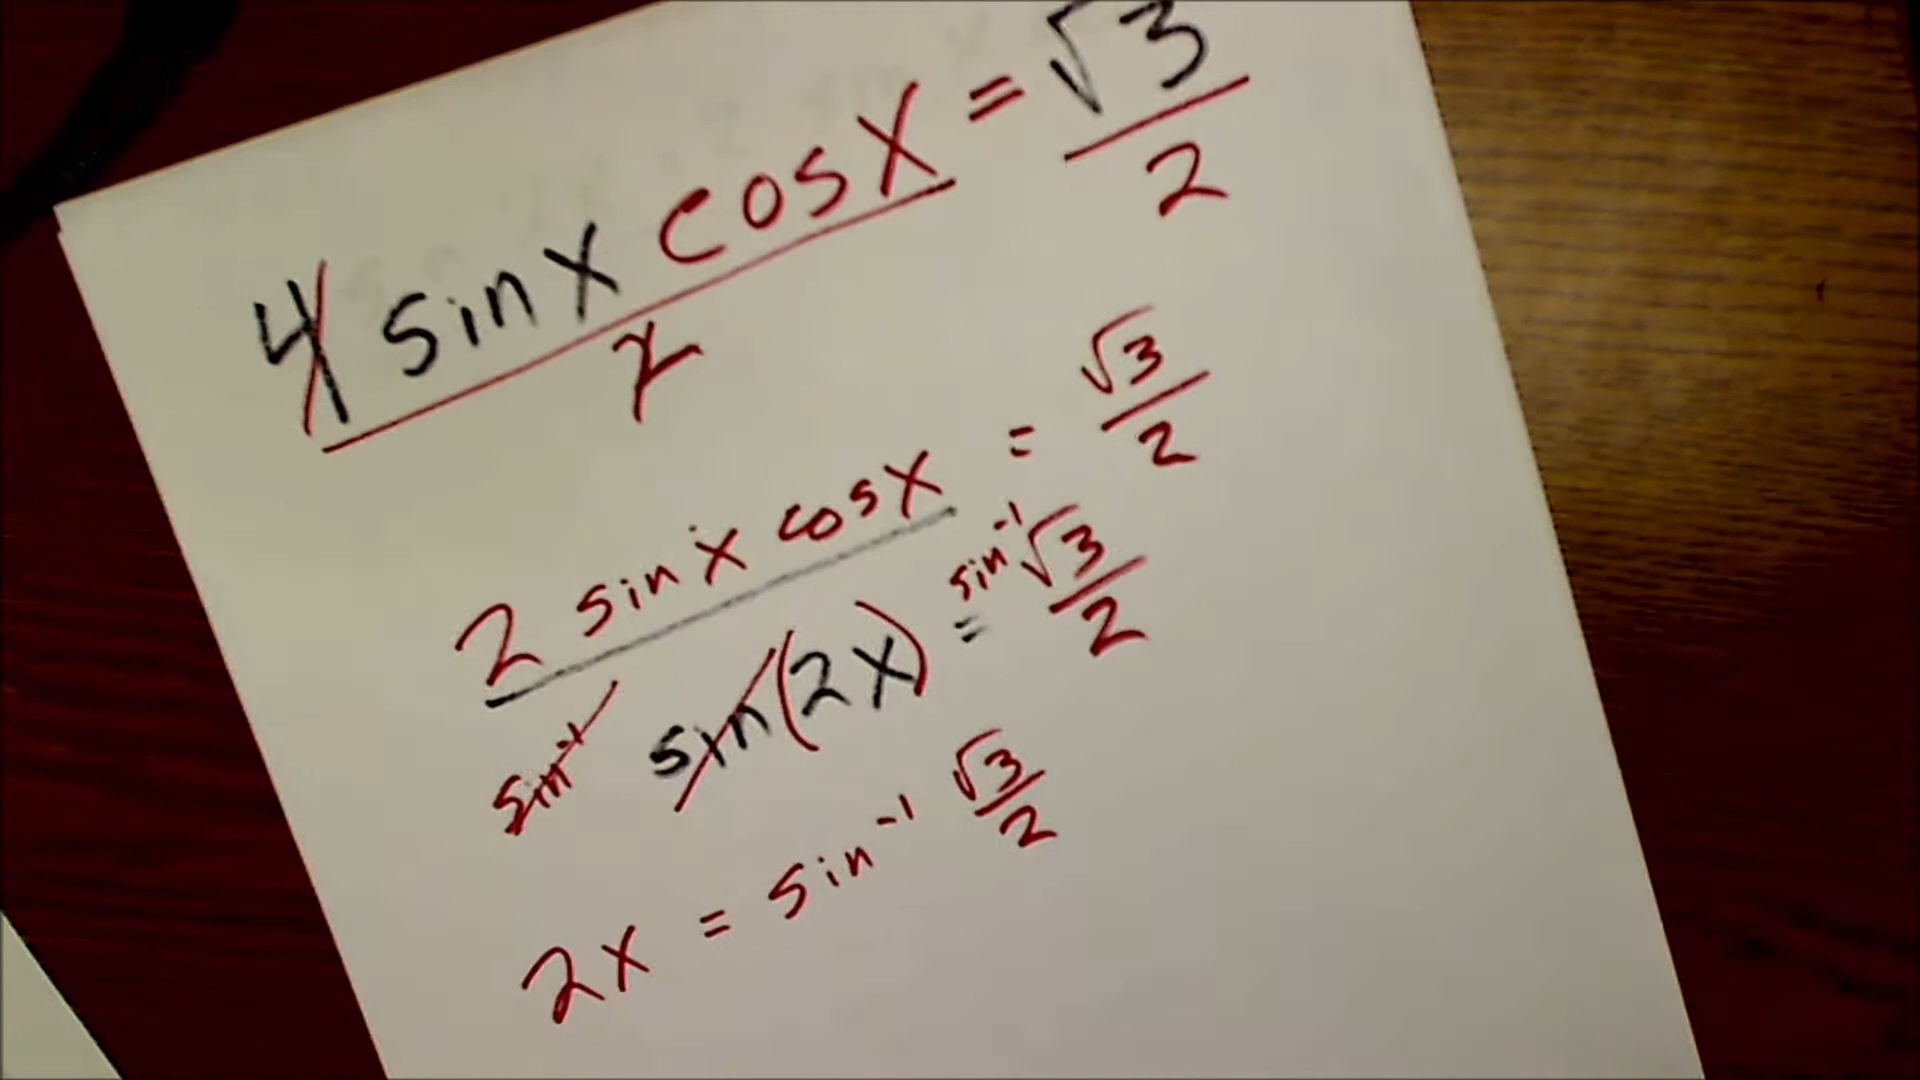 4 sin x cos x / 2 = √3 / 2
2 sin x cos x = √3 / 2
sin⁻¹ sin(2x) = sin⁻¹ √3 / 2
2x = sin⁻¹ √3 / 2